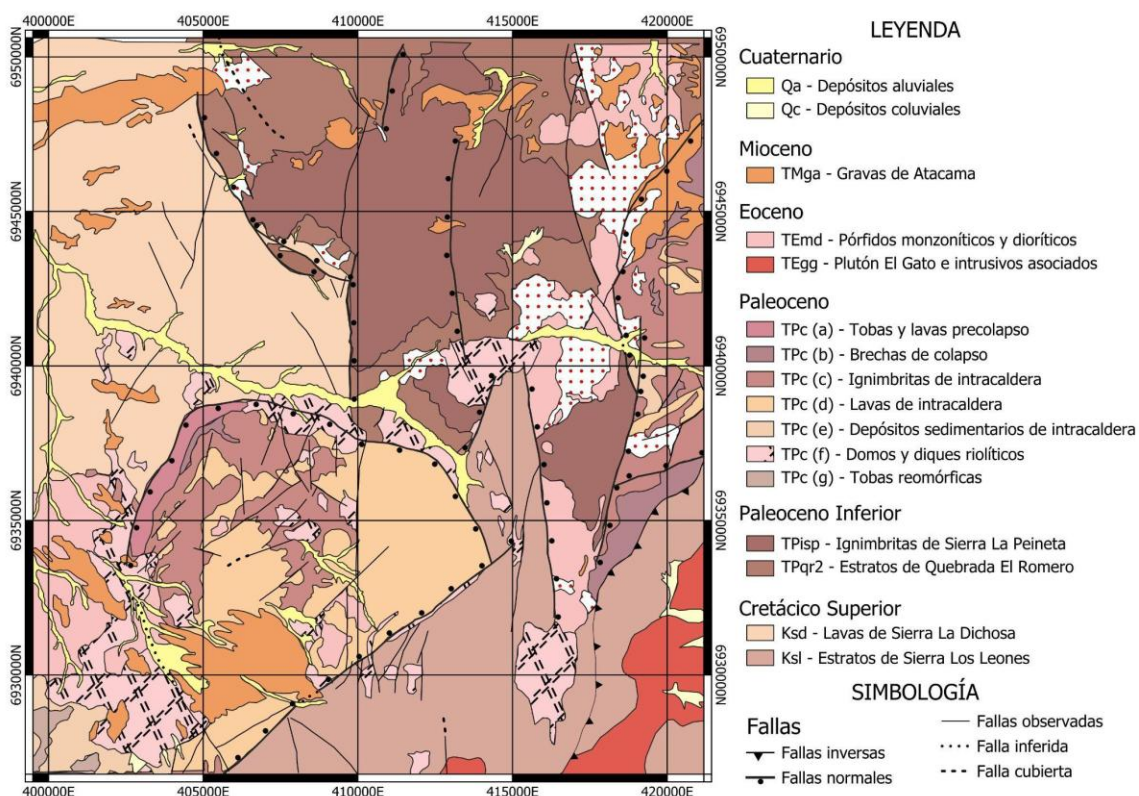 400000E 405000E 410000E 415000E 420000E
6950000N 6950000N
6945000N 6945000N
6940000N 6940000N
6935000N 6935000N
6930000N 6930000N
400000E 405000E 410000E 415000E 420000E
LEYENDA
Cuaternario
Qa - Depósitos aluviales
Qc - Depósitos coluviales
Mioceno
TMga - Gravas de Atacama
Eoceno
TEmd - Pórfidos monzoníticos y dioríticos
TEgg - Plutón El Gato e intrusivos asociados
Paleoceno
TPc (a) - Tobas y lavas precolapso
TPc (b) - Brechas de colapso
TPc (c) - Ignimbritas de intracaldera
TPc (d) - Lavas de intracaldera
TPc (e) - Depósitos sedimentarios de intracaldera
TPc (f) - Domos y diques riolíticos
TPc (g) - Tobas reomórficas
Paleoceno Inferior
TPisp - Ignimbritas de Sierra La Peineta
TPqr2 - Estratos de Quebrada El Romero
Cretácico Superior
Ksd - Lavas de Sierra La Dichosa
Ksl - Estratos de Sierra Los Leones
SIMBOLOGÍA
Fallas
Fallas inversas
Fallas normales
Fallas observadas
Falla inferida
Falla cubierta